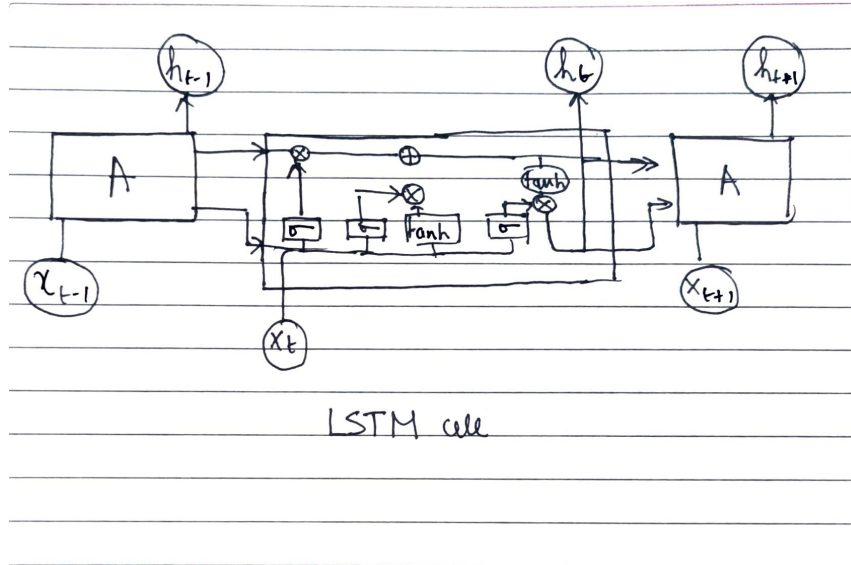 h_{t-1} h_t h_{t+1}
⊗ ⊕
A tanh A
⊗ ⊗
σ σ tanh σ
x_{t-1} x_{t+1}
x_t
LSTM cell